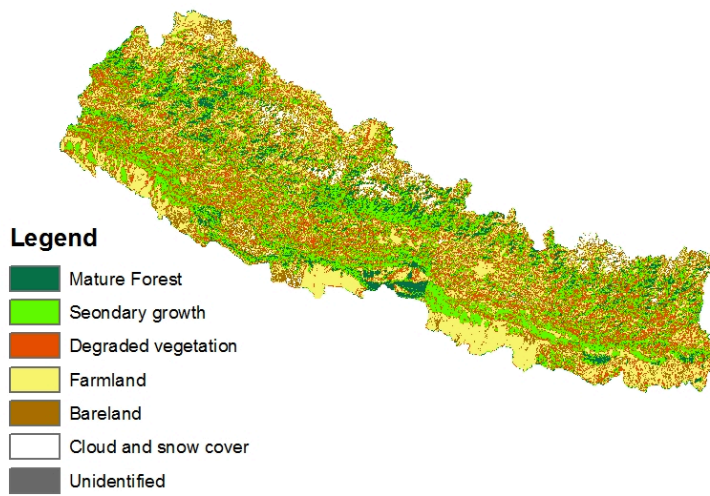 Legend
Mature Forest
Seondary growth
Degraded vegetation
Farmland
Bareland
Cloud and snow cover
Unidentified